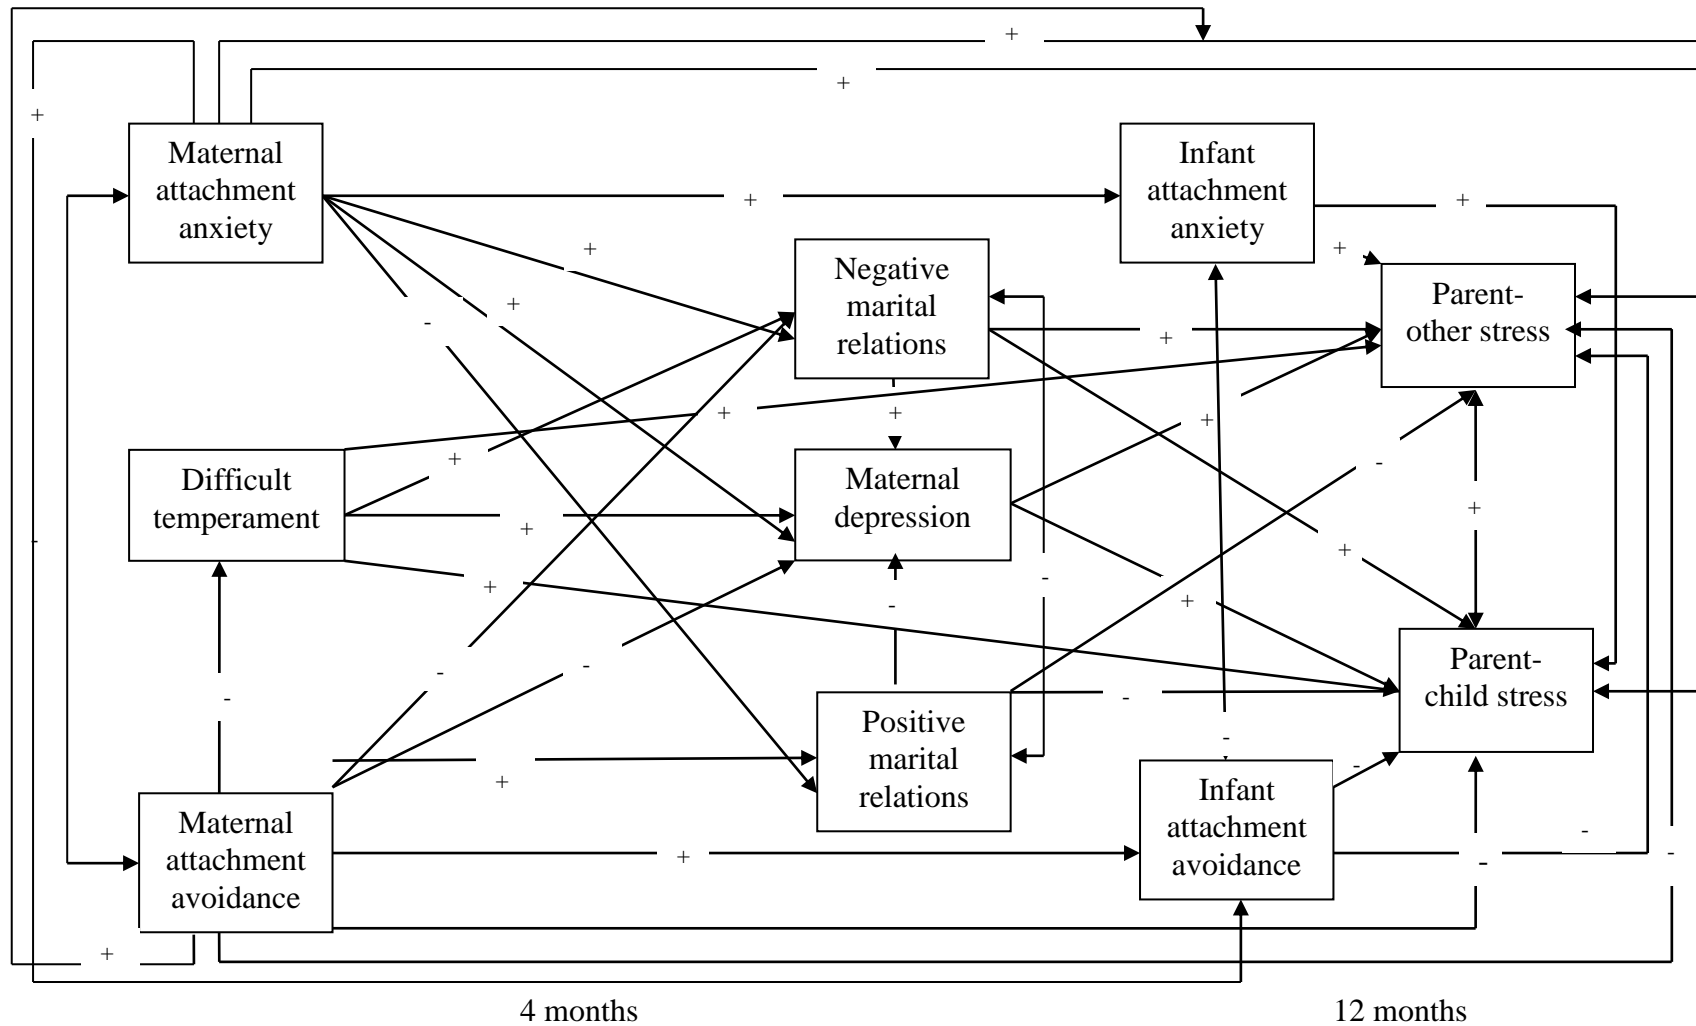 +
+
+
Maternal
attachment
anxiety
Infant
attachment
anxiety
+
+
+
+
Negative
marital
relations
Parent-
other stress
+
-
+
+
+
+
+
-
Difficult
temperament
+
Maternal
depression
+
+
-
+
+
-
-
+
-
-
-
-
Parent-
child stress
Positive
marital
relations
-
-
-
+
Infant
attachment
avoidance
Maternal
attachment
avoidance
+
-
-
-
+
4 months
12 months